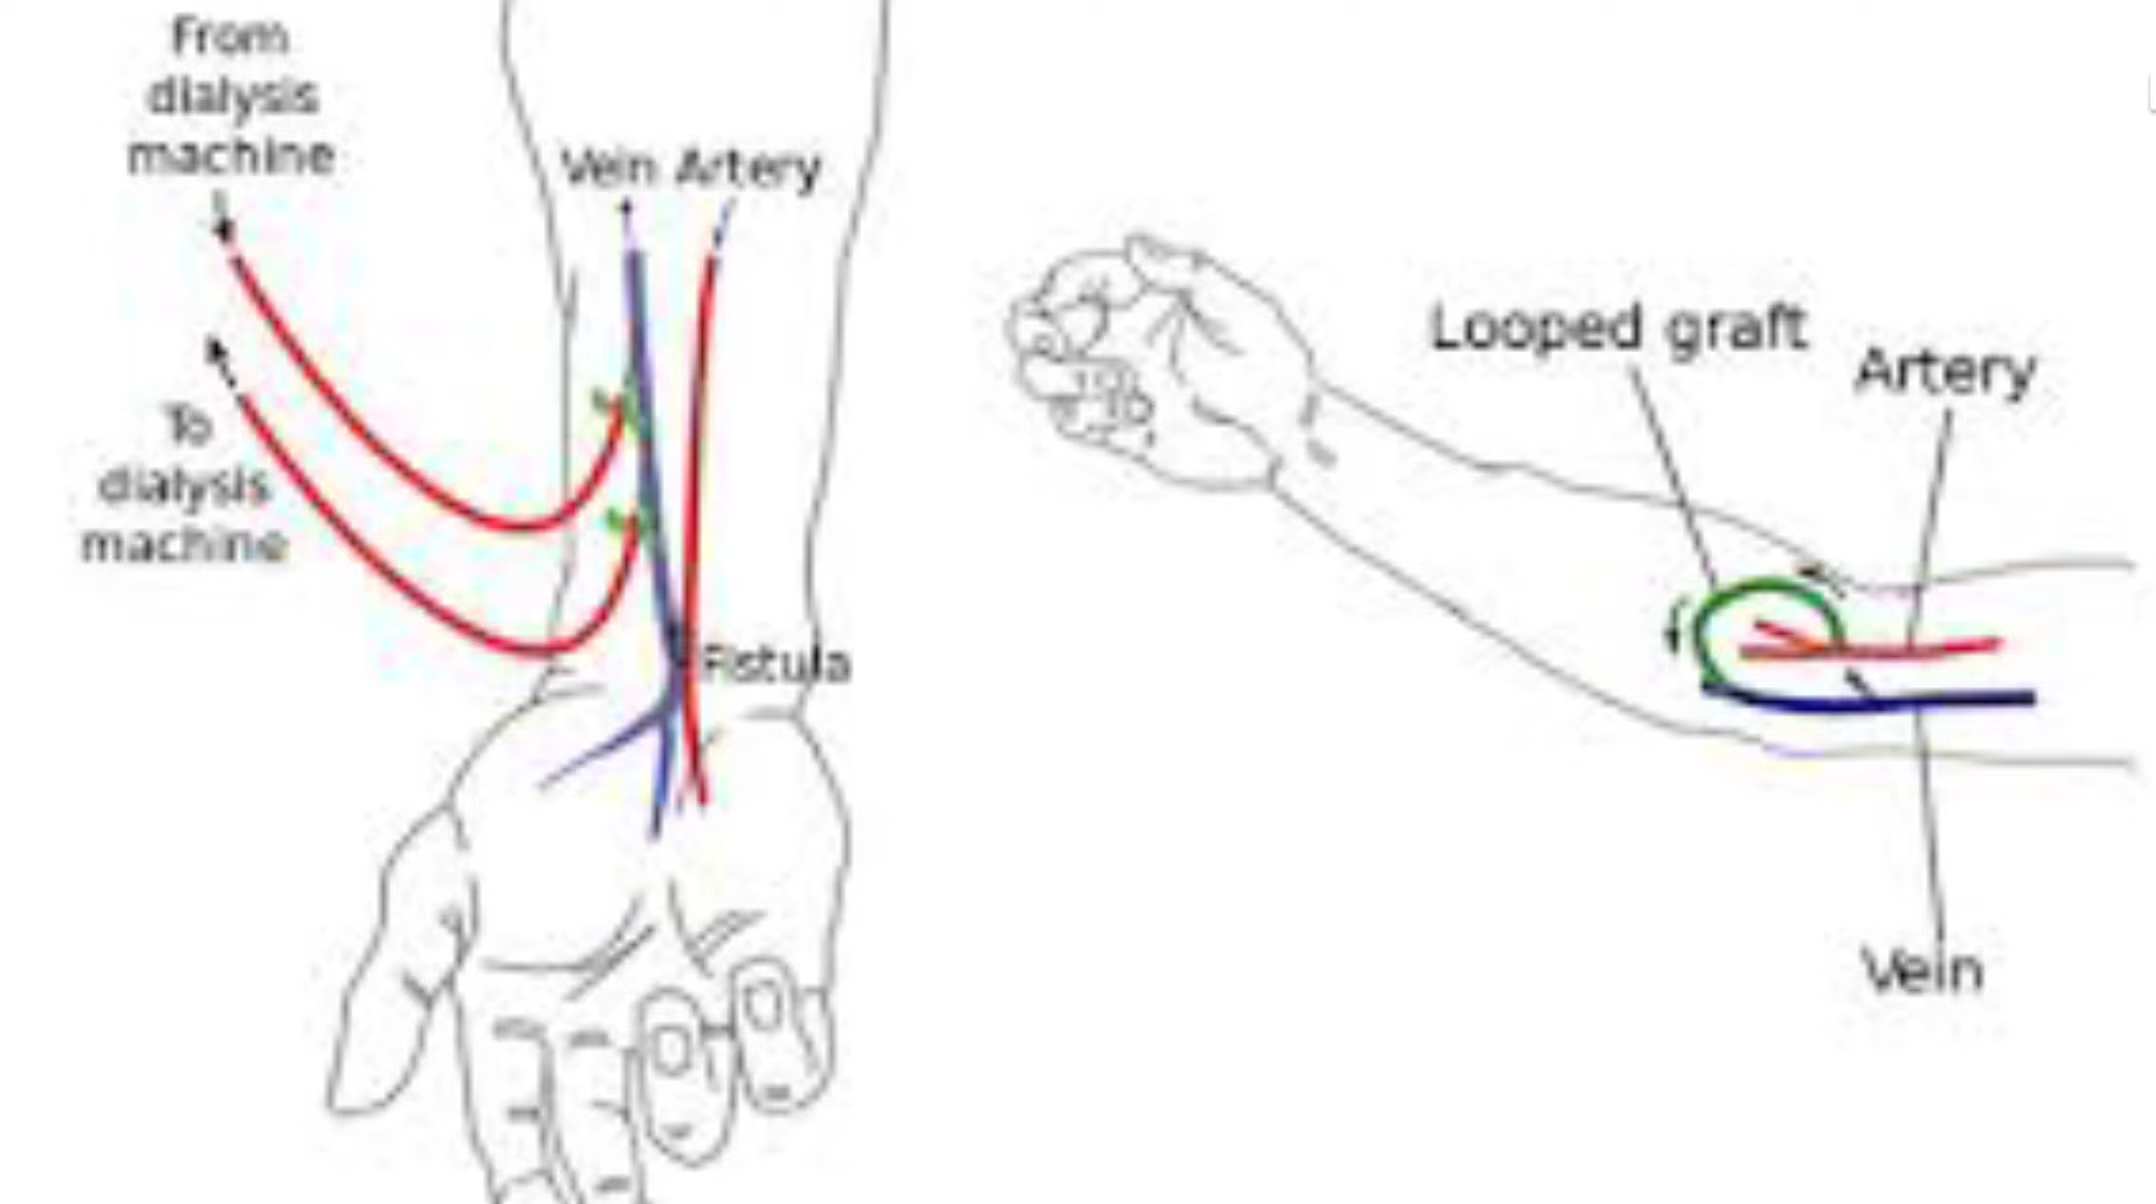 From
dialysis
machine
Vein Artery
To
dialysis
machine
Fistula
Looped graft
Artery
Vein